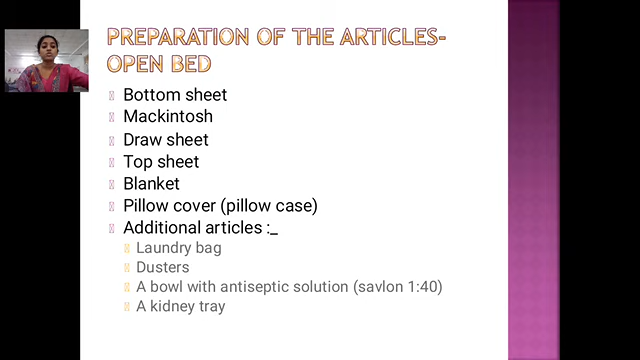 PREPARATION OF THE ARTICLES-
OPEN BED
Bottom sheet
Mackintosh
Draw sheet
Top sheet
Blanket
Pillow cover (pillow case)
Additional articles :_
Laundry bag
Dusters
A bowl with antiseptic solution (savlon 1:40)
A kidney tray